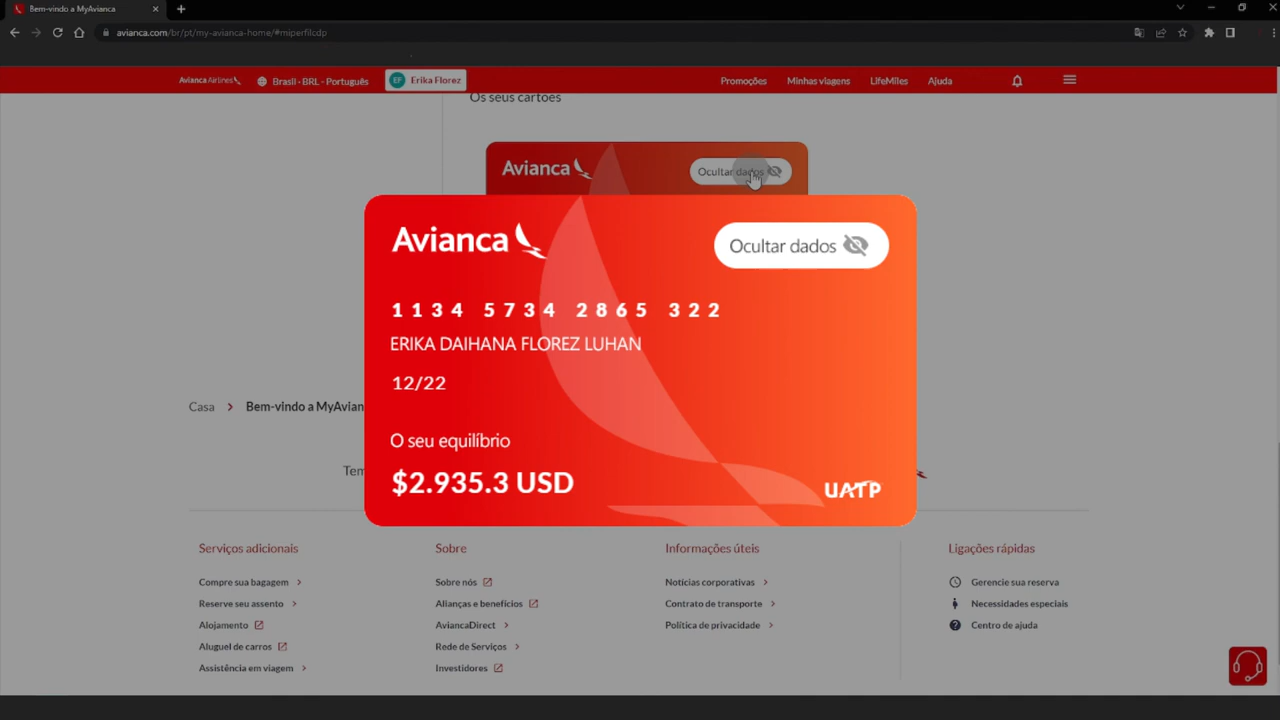 Bem-vindo a MyAvianca
avianca.com/br/pt/my-avianca-home/#miperfilcdp
Avianca Airlines
Brasil - BRL - Português
EF
Erika Florez
Promoções
Minhas viagens
LifeMiles
Ajuda
Os seus cartões
Avianca
Ocultar dados
Avianca
Ocultar dados
1134 5734 2865 322
ERIKA DAIHANA FLOREZ LUHAN
12/22
O seu equilíbrio
$2.935.3 USD
UATP
Casa
Bem-vindo a MyAvian
Tem
Serviços adicionais
Compre sua bagagem
Reserve seu assento
Alojamento
Aluguel de carros
Assistência em viagem
Sobre
Sobre nós
Alianças e benefícios
AviancaDirect
Rede de Serviços
Investidores
Informações úteis
Notícias corporativas
Contrato de transporte
Política de privacidade
Ligações rápidas
Gerencie sua reserva
Necessidades especiais
Centro de ajuda